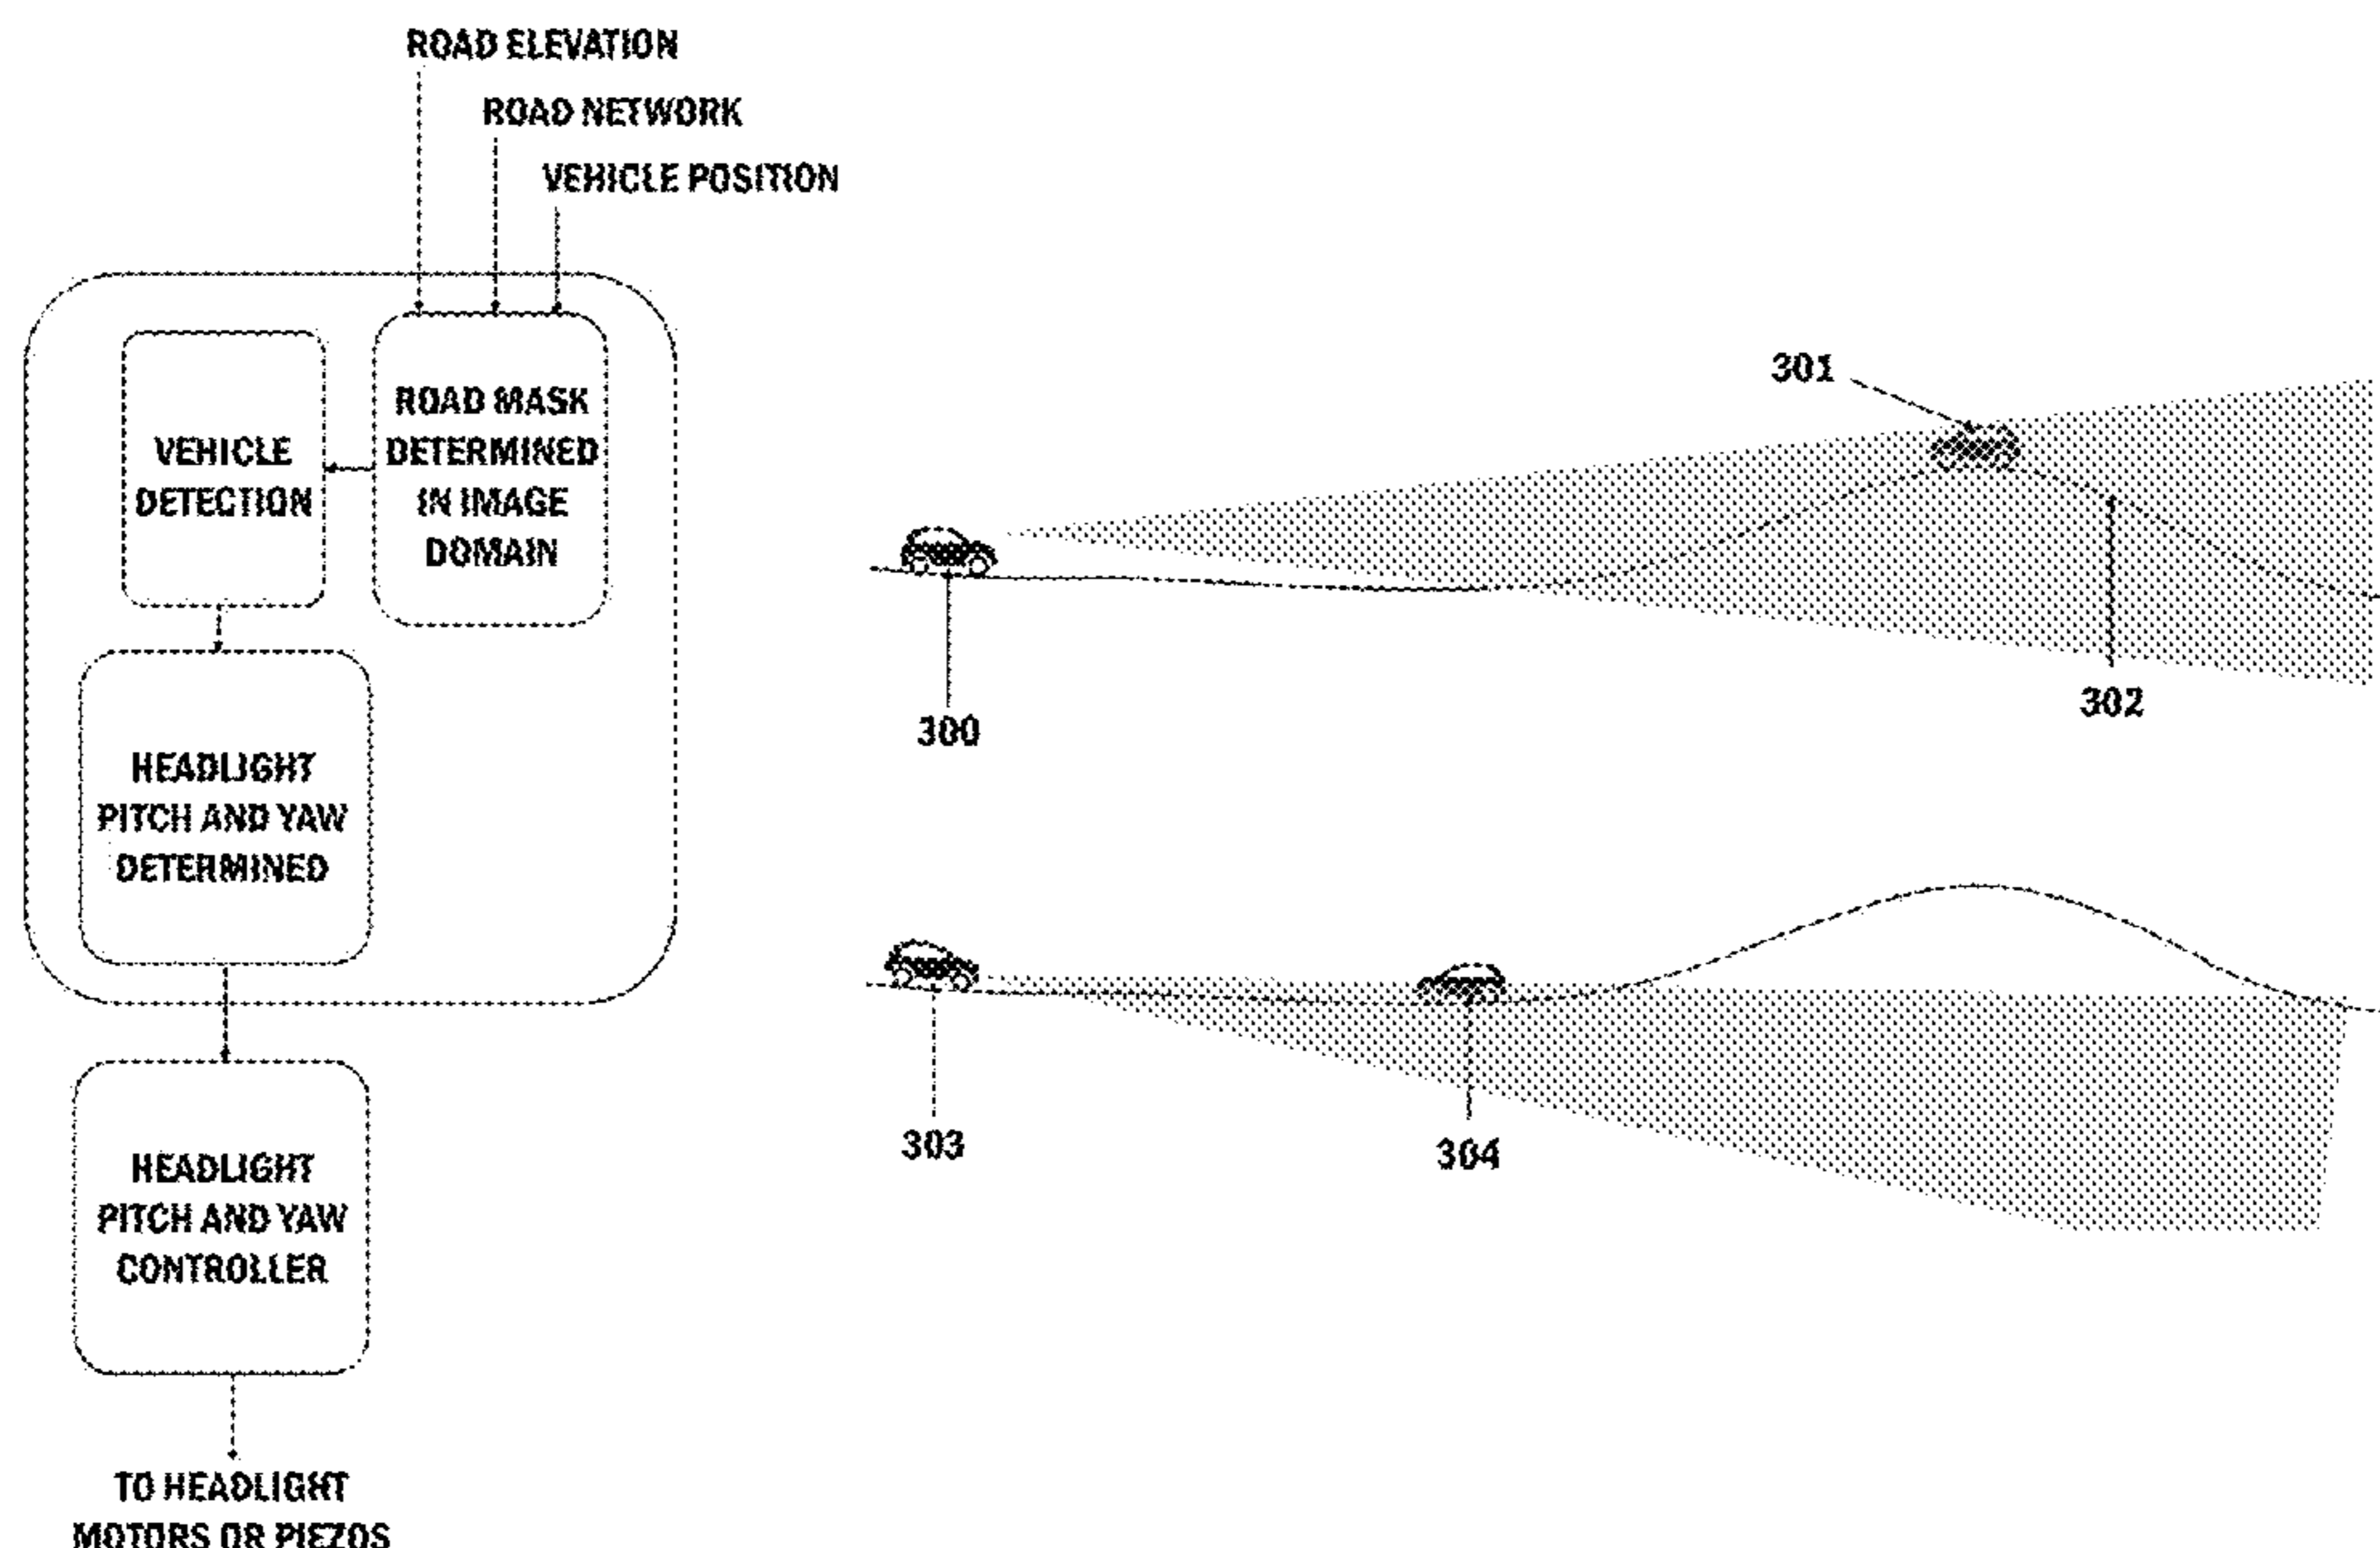 ROAD ELEVATION
ROAD NETWORK
VEHICLE POSITION
VEHICLE
DETECTION
ROAD MASK
DETERMINED
IN IMAGE
DOMAIN
HEADLIGHT
PITCH AND YAW
DETERMINED
HEADLIGHT
PITCH AND YAW
CONTROLLER
TO HEADLIGHT
MOTORS OR PIEZOS
301
300
302
303
304